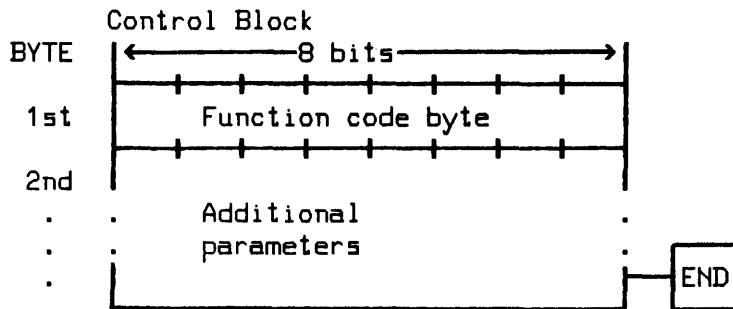 Control Block
BYTE 8 bits
1st Function code byte
2nd
. . Additional .
. . parameters .
. END